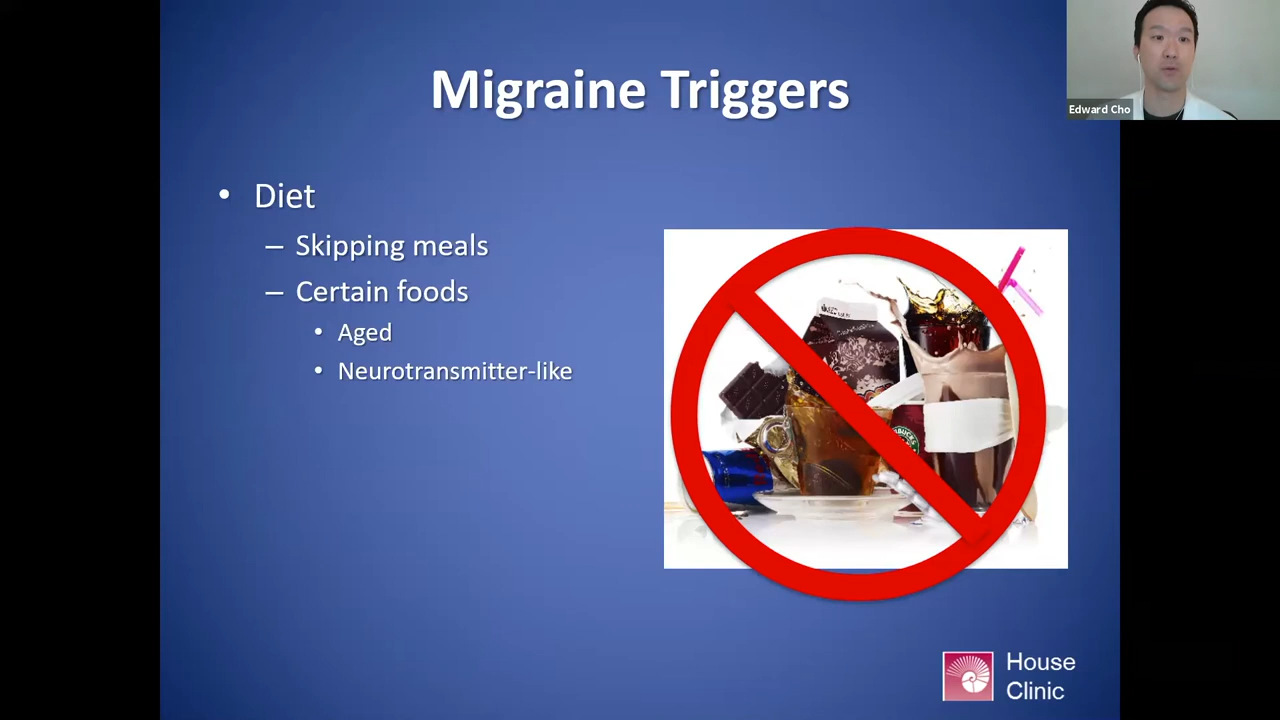 Migraine Triggers
Edward Cho
• Diet
– Skipping meals
– Certain foods
• Aged
• Neurotransmitter-like
House
Clinic